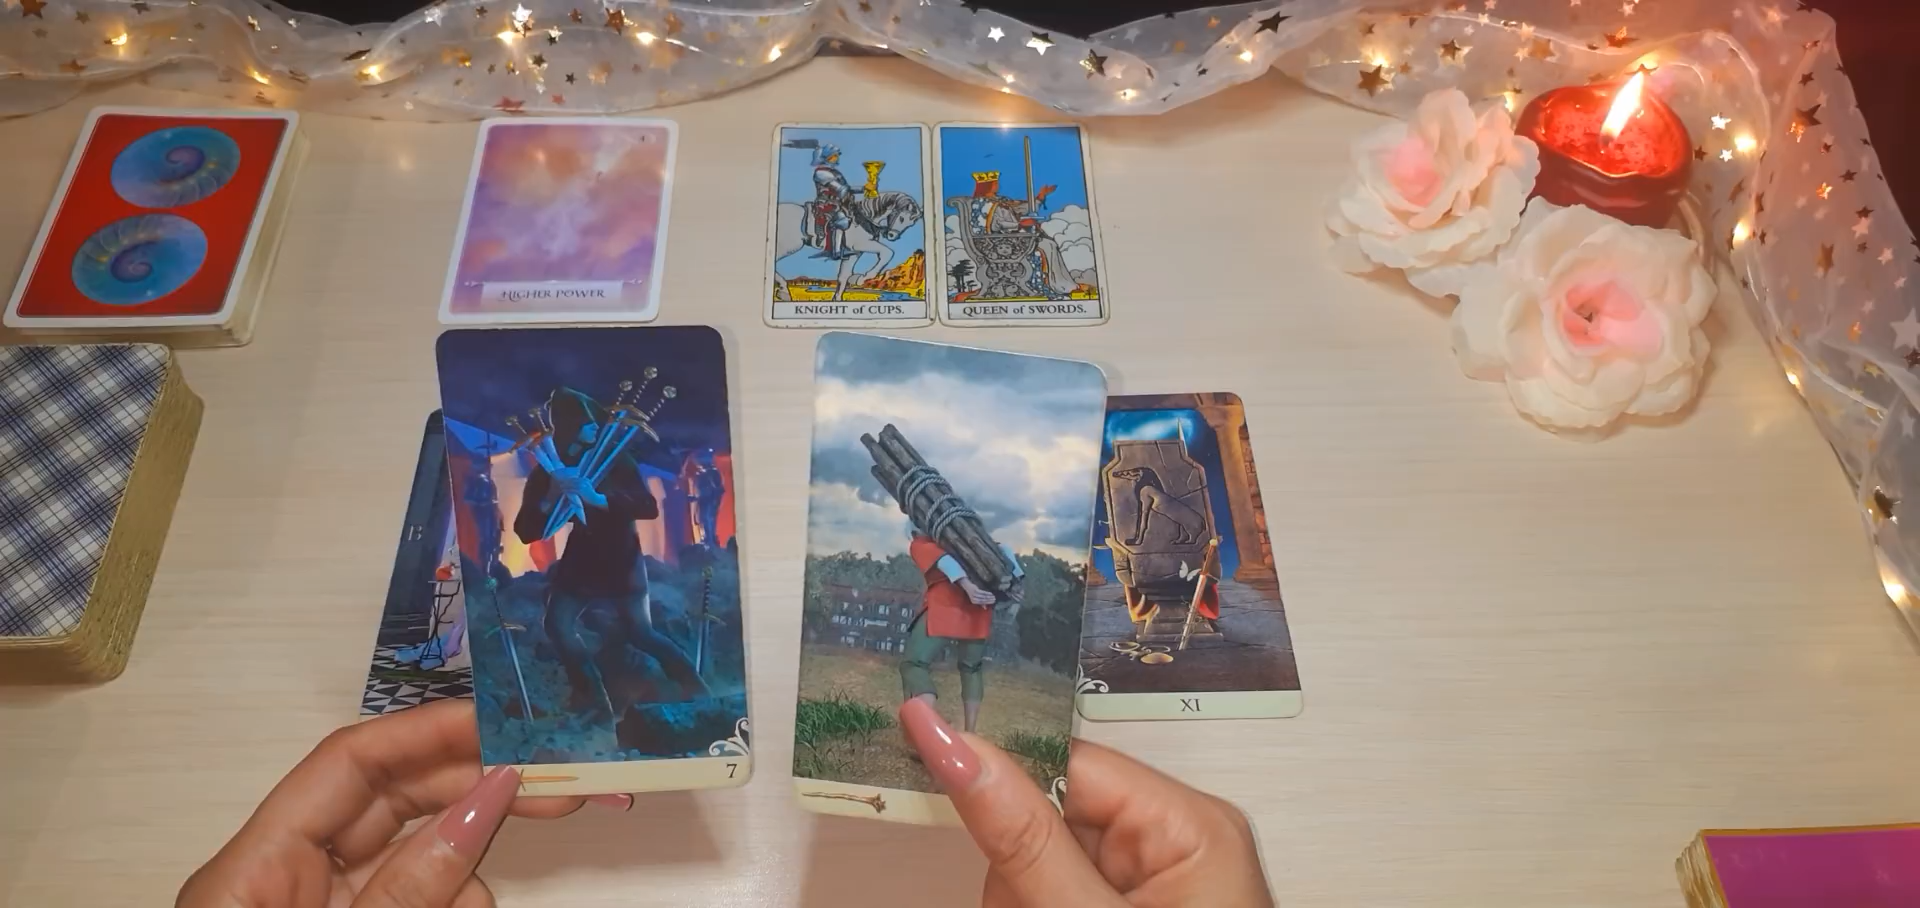 HIGHER POWER
KNIGHT of CUPS.
QUEEN of SWORDS.
B
XI
7